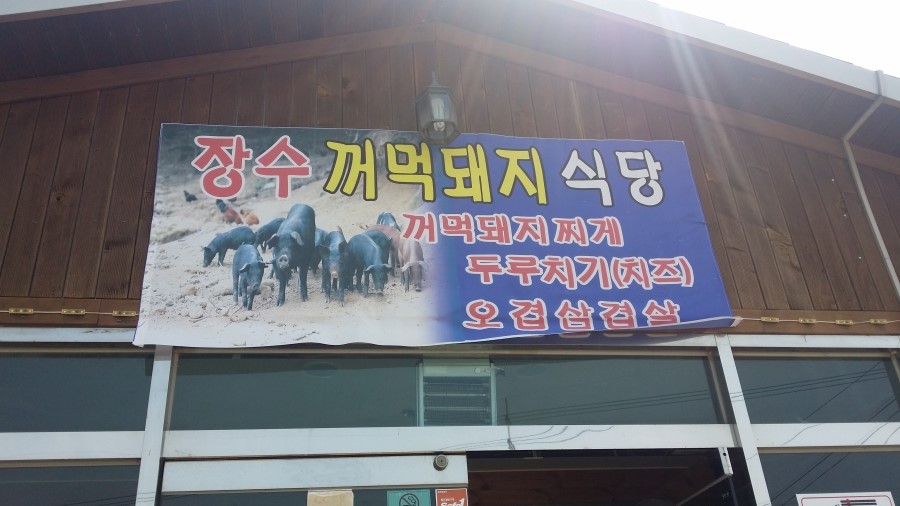 장수 꺼먹돼지 식당
꺼먹돼지찌게
두루치기(치즈)
오겹삼겹살